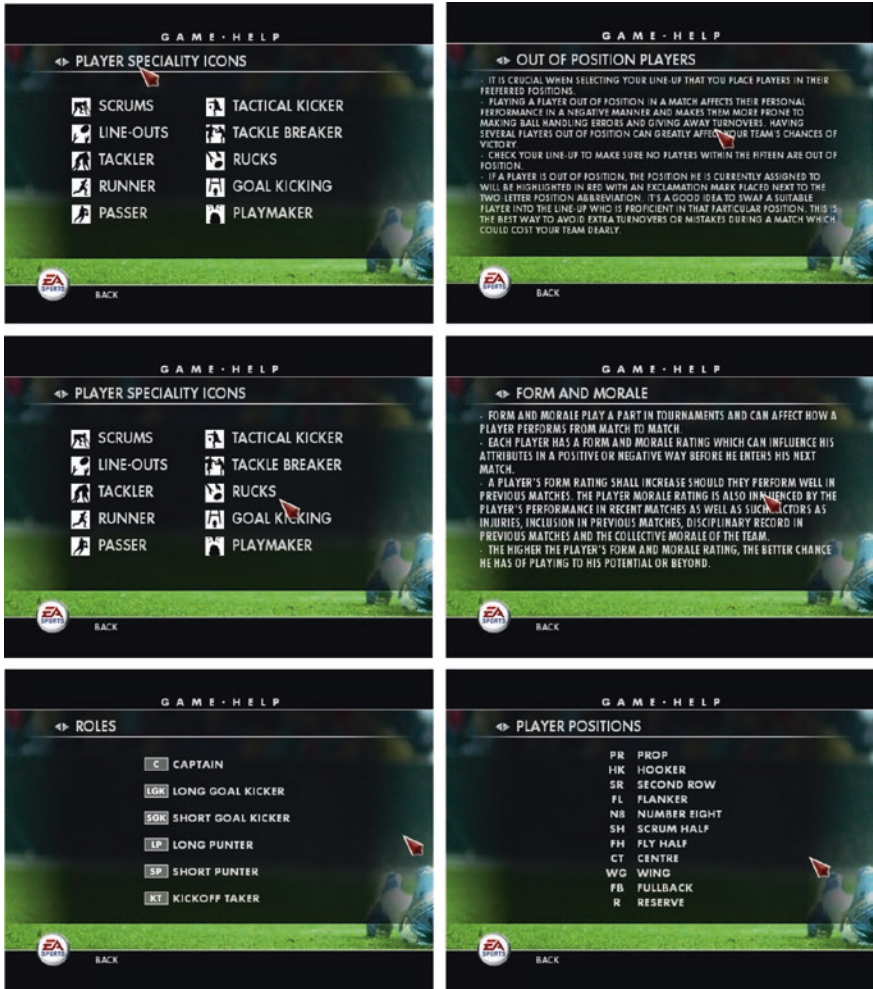 GAME·HELP
PLAYER SPECIALITY ICONS
SCRUMS
LINE-OUTS
TACKLER
RUNNER
PASSER
TACTICAL KICKER
TACKLE BREAKER
RUCKS
GOAL KICKING
PLAYMAKER
EA
SPORTS
BACK
GAME·HELP
OUT OF POSITION PLAYERS
· IT IS CRUCIAL WHEN SELECTING YOUR LINE-UP THAT YOU PLACE PLAYERS IN THEIR
PREFERRED POSITIONS.
· PLAYING A PLAYER OUT OF POSITION IN A MATCH AFFECTS THEIR PERSONAL
PERFORMANCE IN A NEGATIVE MANNER AND MAKES THEM MORE PRONE TO
MAKING BALL HANDLING ERRORS AND GIVING AWAY TURNOVERS. HAVING
SEVERAL PLAYERS OUT OF POSITION CAN GREATLY AFFECT YOUR TEAM'S CHANCES OF
VICTORY.
· CHECK YOUR LINE-UP TO MAKE SURE NO PLAYERS WITHIN THE FIFTEEN ARE OUT OF
POSITION.
· IF A PLAYER IS OUT OF POSITION, THE POSITION HE IS CURRENTLY ASSIGNED TO
WILL BE HIGHLIGHTED IN RED WITH AN EXCLAMATION MARK PLACED NEXT TO THE
TWO-LETTER POSITION ABBREVIATION. IT'S A GOOD IDEA TO SWAP A SUITABLE
PLAYER INTO THE LINE-UP WHO IS PROFICIENT IN THAT PARTICULAR POSITION. THIS IS
THE BEST WAY TO AVOID EXTRA TURNOVERS OR MISTAKES DURING A MATCH WHICH
COULD COST YOUR TEAM DEARLY.
EA
SPORTS
BACK
GAME·HELP
PLAYER SPECIALITY ICONS
SCRUMS
LINE-OUTS
TACKLER
RUNNER
PASSER
TACTICAL KICKER
TACKLE BREAKER
RUCKS
GOAL KICKING
PLAYMAKER
EA
SPORTS
BACK
GAME·HELP
FORM AND MORALE
· FORM AND MORALE PLAY A PART IN TOURNAMENTS AND CAN AFFECT HOW A
PLAYER PERFORMS FROM MATCH TO MATCH.
· EACH PLAYER HAS A FORM AND MORALE RATING WHICH CAN INFLUENCE HIS
ATTRIBUTES IN A POSITIVE OR NEGATIVE WAY BEFORE HE ENTERS HIS NEXT
MATCH.
· A PLAYER'S FORM RATING SHALL INCREASE SHOULD THEY PERFORM WELL IN
PREVIOUS MATCHES. THE PLAYER MORALE RATING IS ALSO INFLUENCED BY THE
PLAYER'S PERFORMANCE IN RECENT MATCHES AS WELL AS SUCH FACTORS AS
INJURIES, INCLUSION IN PREVIOUS MATCHES, DISCIPLINARY RECORD IN
PREVIOUS MATCHES AND THE COLLECTIVE MORALE OF THE TEAM.
· THE HIGHER THE PLAYER'S FORM AND MORALE RATING, THE BETTER CHANCE
HE HAS OF PLAYING TO HIS POTENTIAL OR BEYOND.
EA
SPORTS
BACK
GAME·HELP
ROLES
C CAPTAIN
LGK LONG GOAL KICKER
SGK SHORT GOAL KICKER
LP LONG PUNTER
SP SHORT PUNTER
KT KICKOFF TAKER
EA
SPORTS
BACK
GAME·HELP
PLAYER POSITIONS
PR PROP
HK HOOKER
SR SECOND ROW
FL FLANKER
N8 NUMBER EIGHT
SH SCRUM HALF
FH FLY HALF
CT CENTRE
WG WING
FB FULLBACK
R RESERVE
EA
SPORTS
BACK